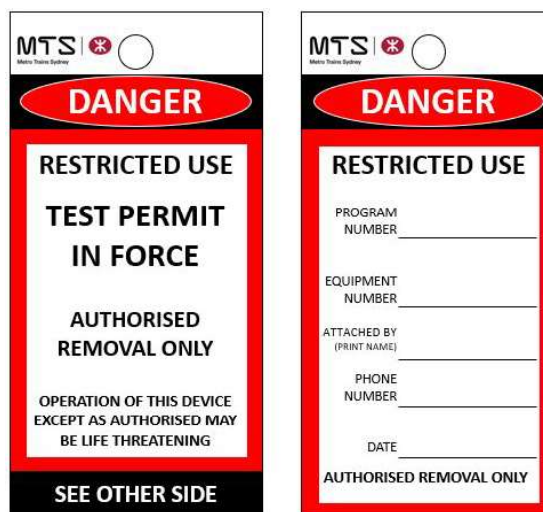 MTS
Metro Trains Sydney
DANGER
RESTRICTED USE
TEST PERMIT
IN FORCE
AUTHORISED
REMOVAL ONLY
OPERATION OF THIS DEVICE
EXCEPT AS AUTHORISED MAY
BE LIFE THREATENING
SEE OTHER SIDE
MTS
Metro Trains Sydney
DANGER
RESTRICTED USE
PROGRAM
NUMBER
EQUIPMENT
NUMBER
ATTACHED BY
(PRINT NAME)
PHONE
NUMBER
DATE
AUTHORISED REMOVAL ONLY